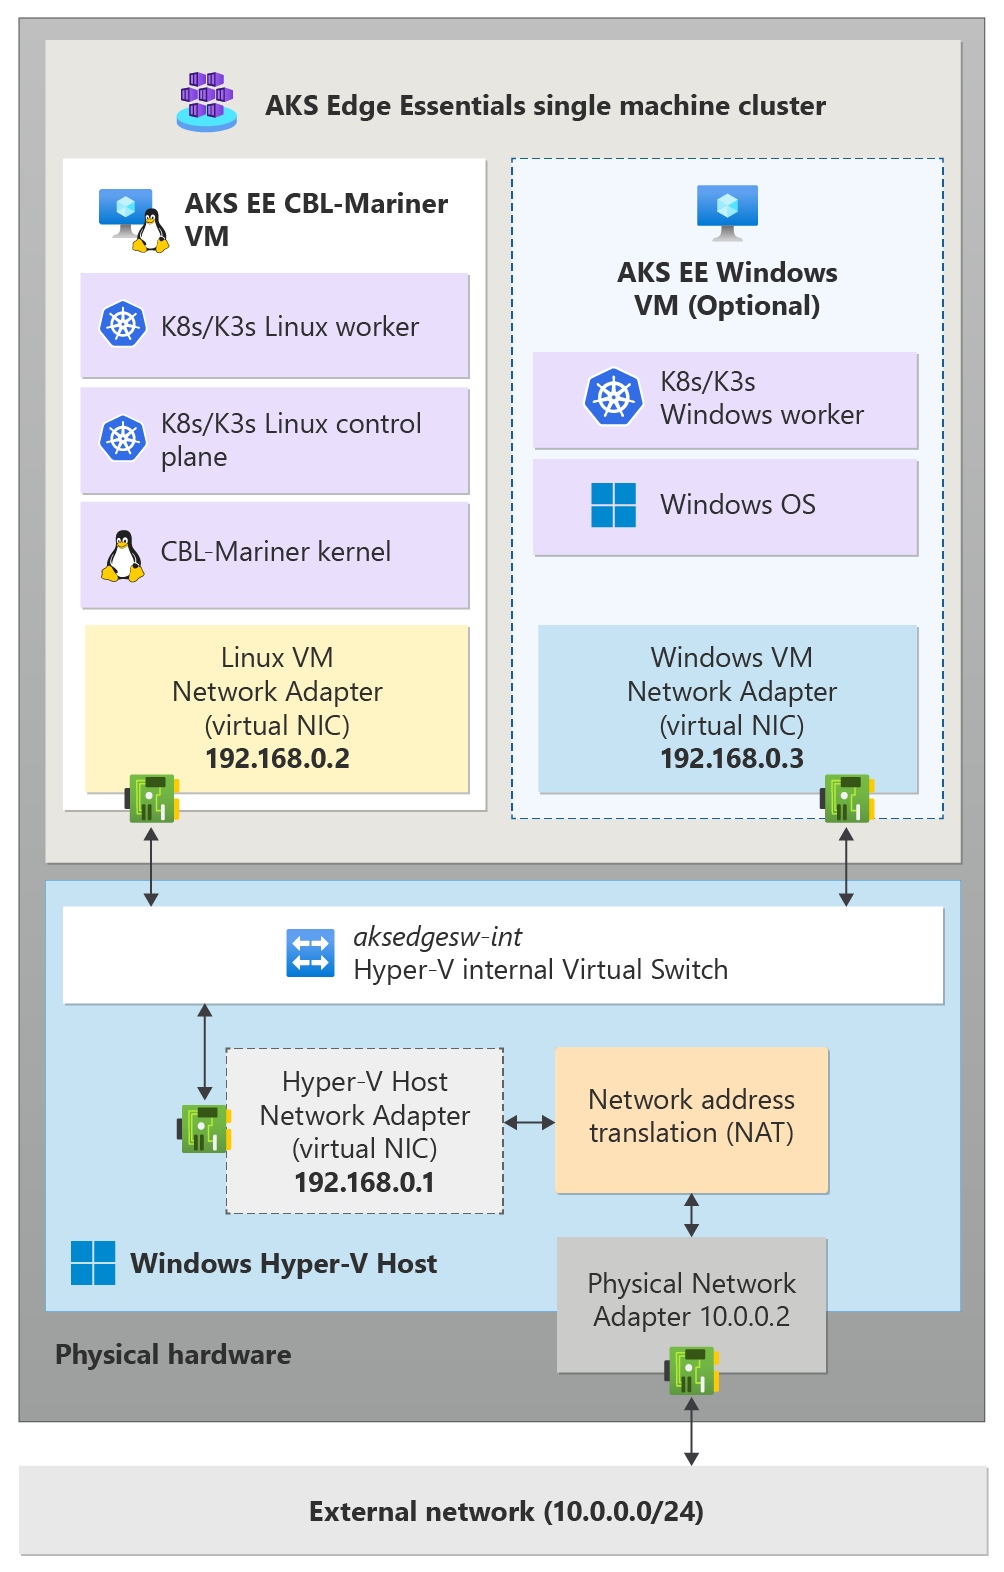 AKS Edge Essentials single machine cluster
AKS EE CBL-Mariner
VM
K8s/K3s Linux worker
K8s/K3s Linux control
plane
CBL-Mariner kernel
Linux VM
Network Adapter
(virtual NIC)
192.168.0.2
AKS EE Windows
VM (Optional)
K8s/K3s
Windows worker
Windows OS
Windows VM
Network Adapter
(virtual NIC)
192.168.0.3
aksedgesw-int
Hyper-V internal Virtual Switch
Hyper-V Host
Network Adapter
(virtual NIC)
192.168.0.1
Network address
translation (NAT)
Windows Hyper-V Host
Physical Network
Adapter 10.0.0.2
Physical hardware
External network (10.0.0.0/24)